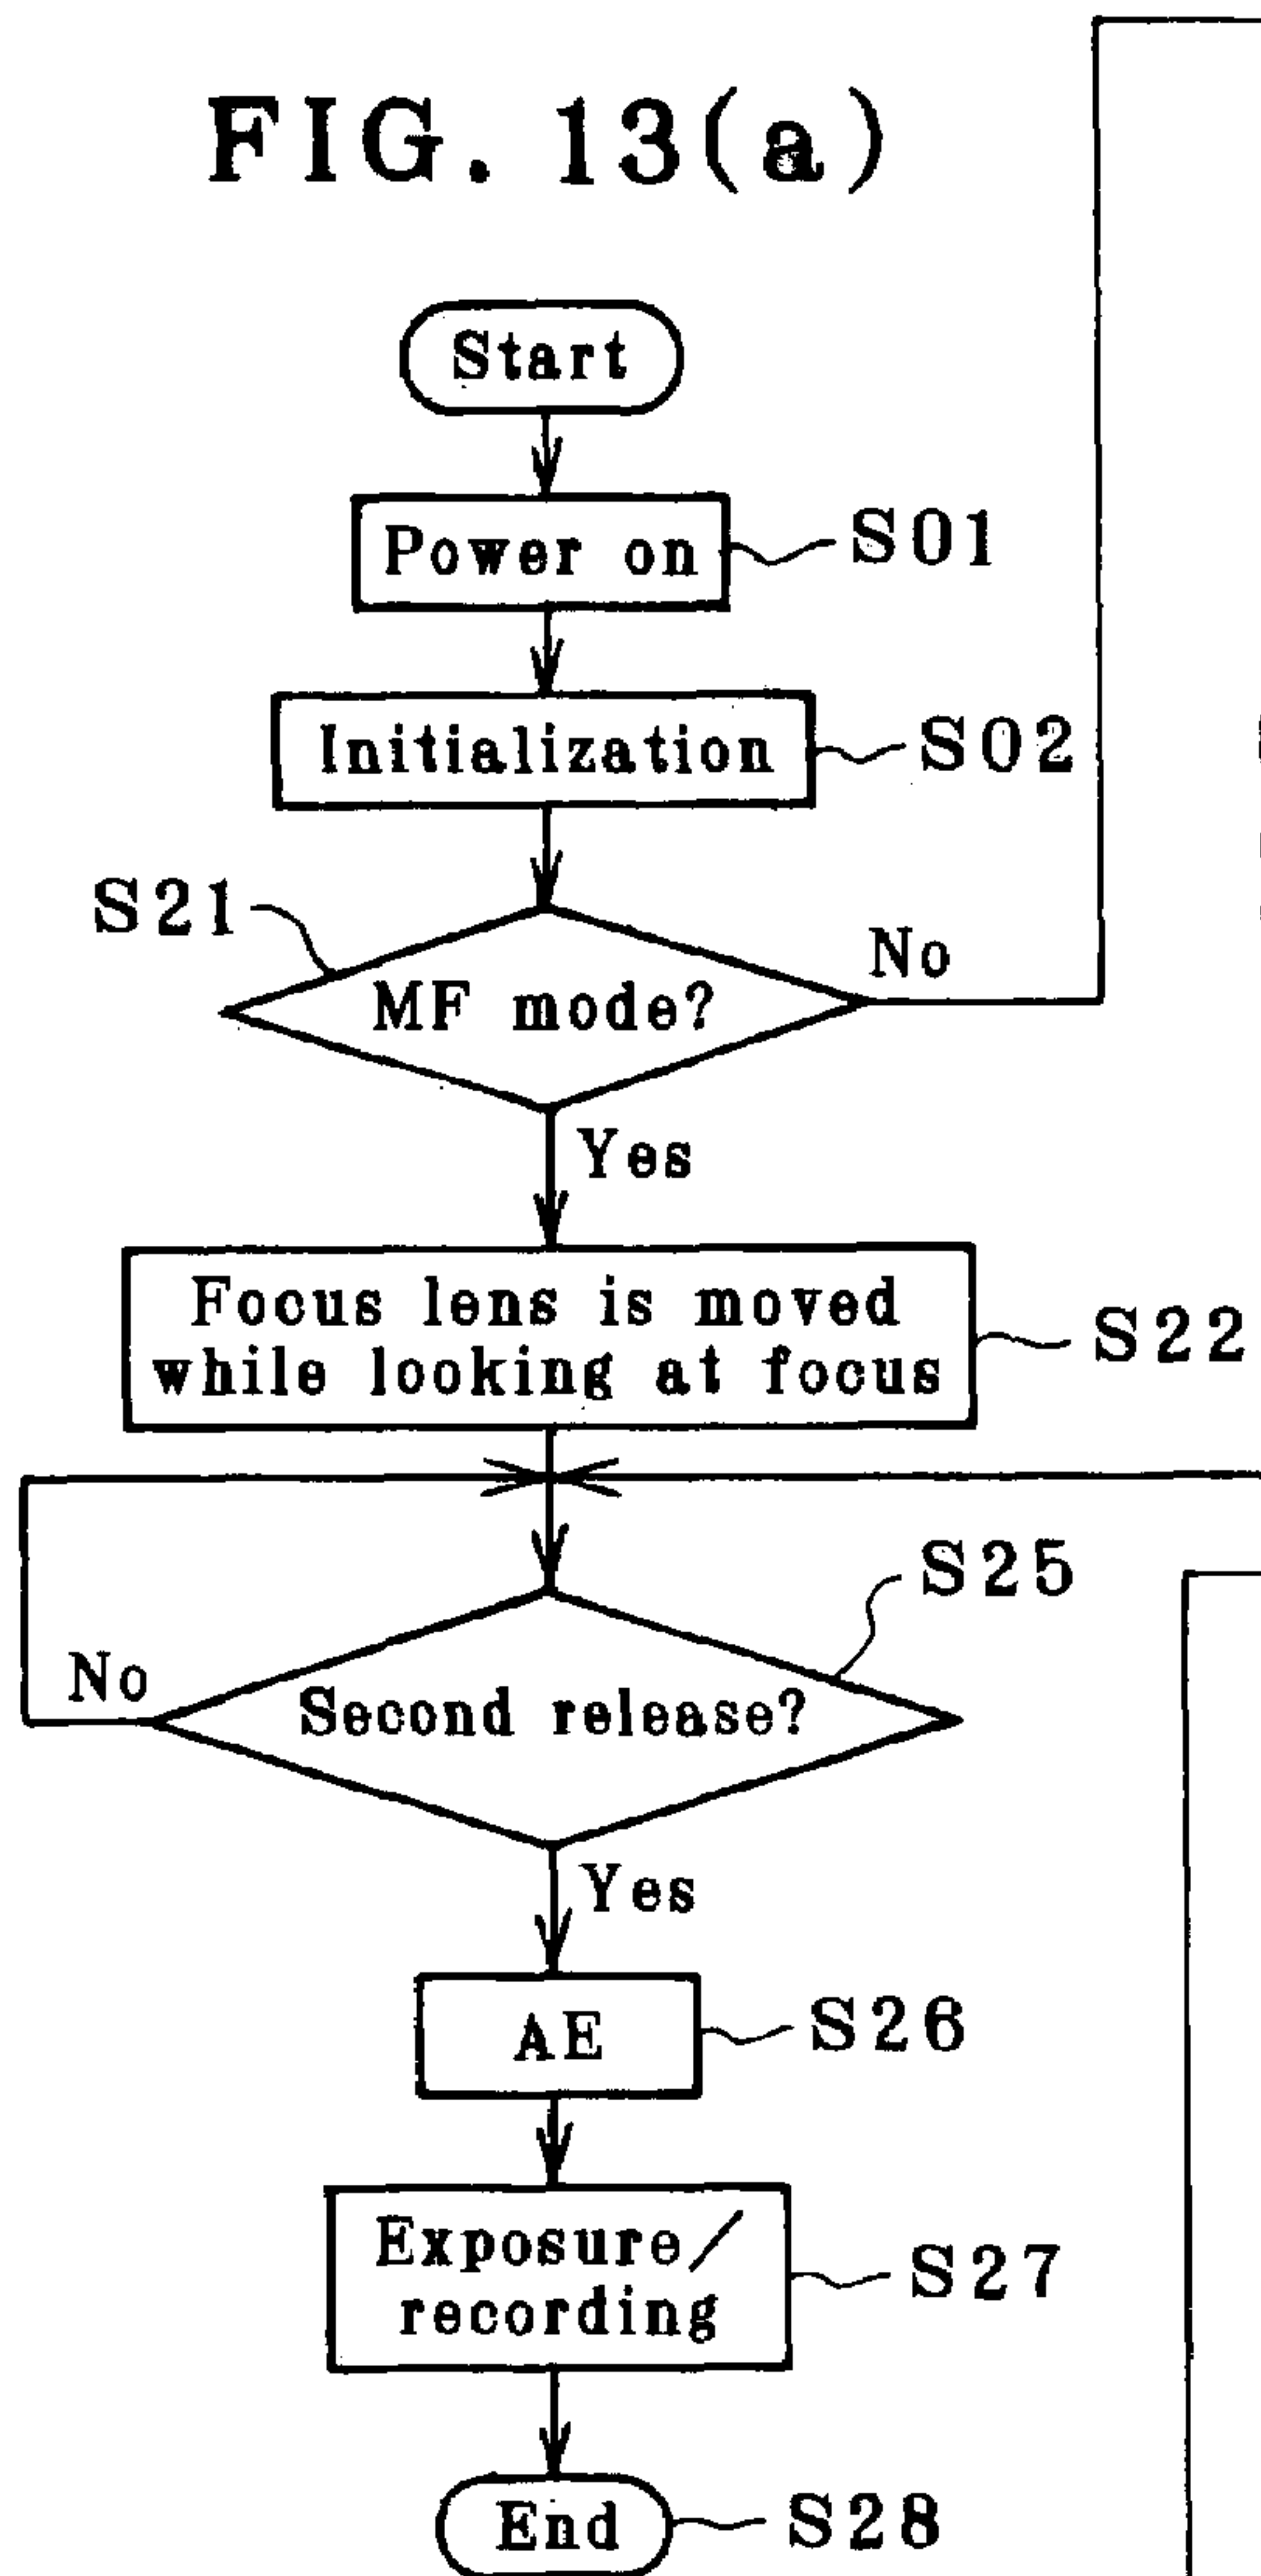 FIG. 13(a)
Start
Power on
S01
Initialization
S02
S21
MF mode?
No
Yes
Focus lens is moved
while looking at focus
S22
S25
No
Second release?
Yes
AE
S26
Exposure/
recording
S27
End
S28